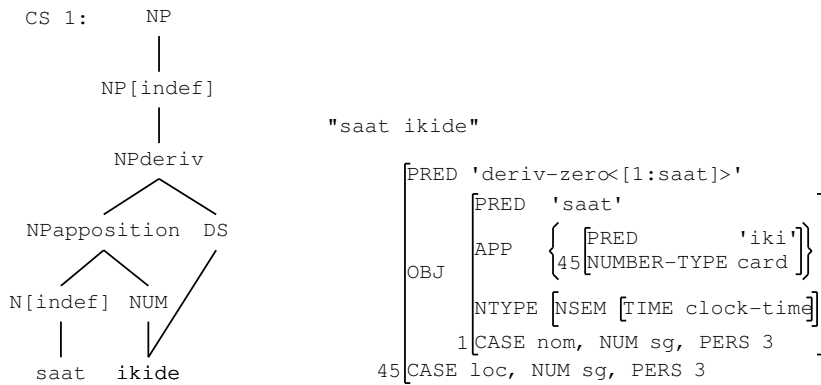 CS 1: NP
NP[indef]
NPderiv
NPapposition DS
N[indef] NUM
saat ikide
"saat ikide"
PRED 'deriv-zero<[1:saat]>'
PRED 'saat'
APP
PRED 'iki'
45 NUMBER-TYPE card
OBJ
NTYPE NSEM TIME clock-time
1 CASE nom, NUM sg, PERS 3
45 CASE loc, NUM sg, PERS 3